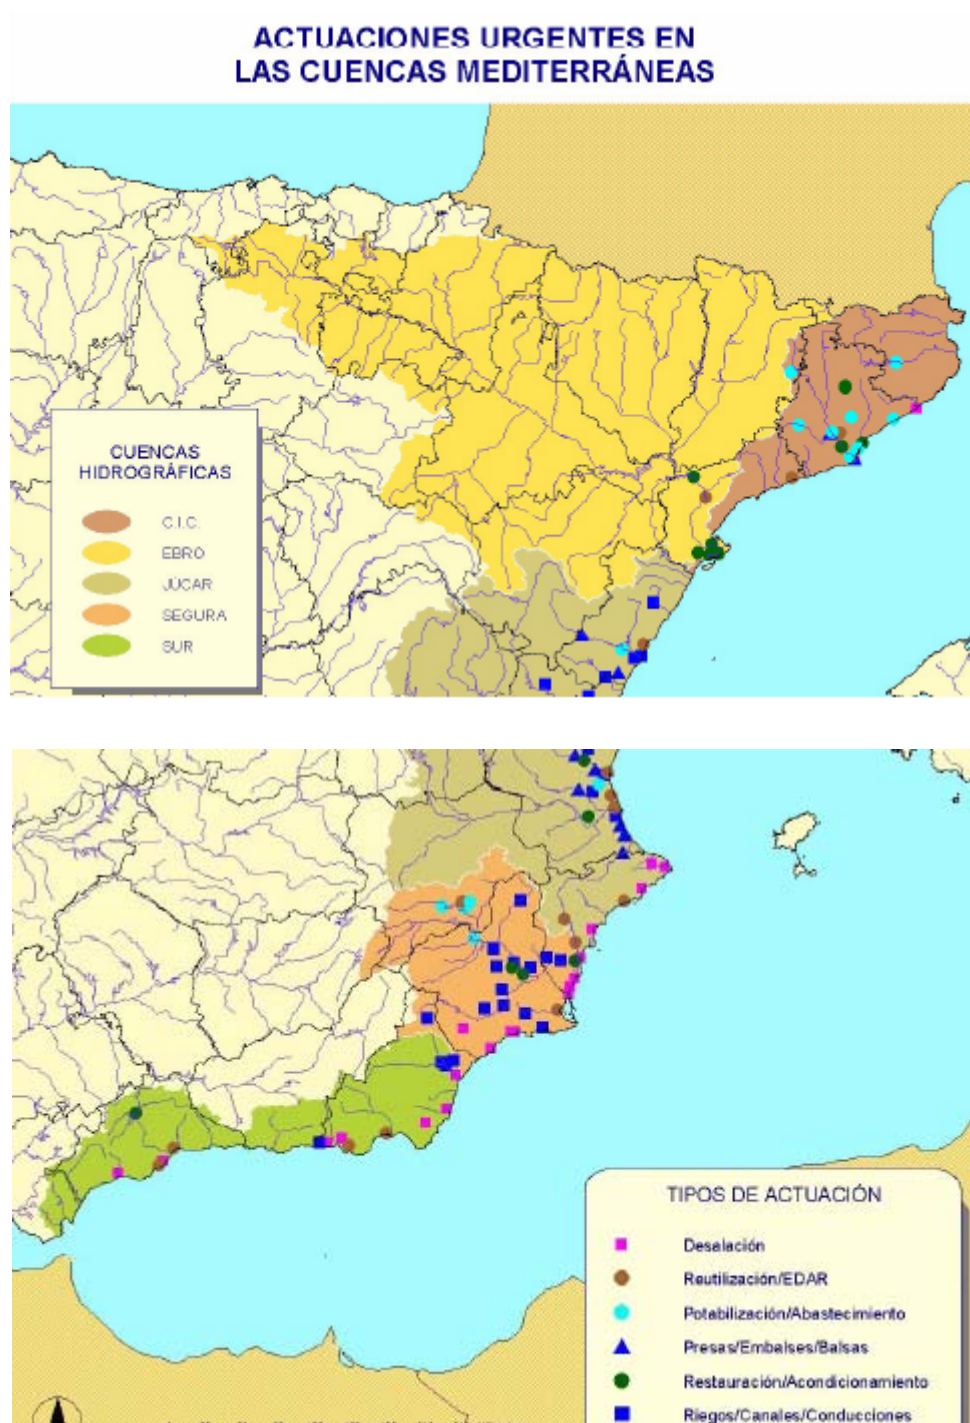 ACTUACIONES URGENTES EN
LAS CUENCAS MEDITERRÁNEAS
CUENCAS
HIDROGRÁFICAS
C.I.C.
EBRO
JÚCAR
SEGURA
SUR
TIPOS DE ACTUACIÓN
Desalación
Reutilización/EDAR
Potabilización/Abastecimiento
Presas/Embalses/Balsas
Restauración/Acondicionamiento
Riegos/Canales/Conducciones